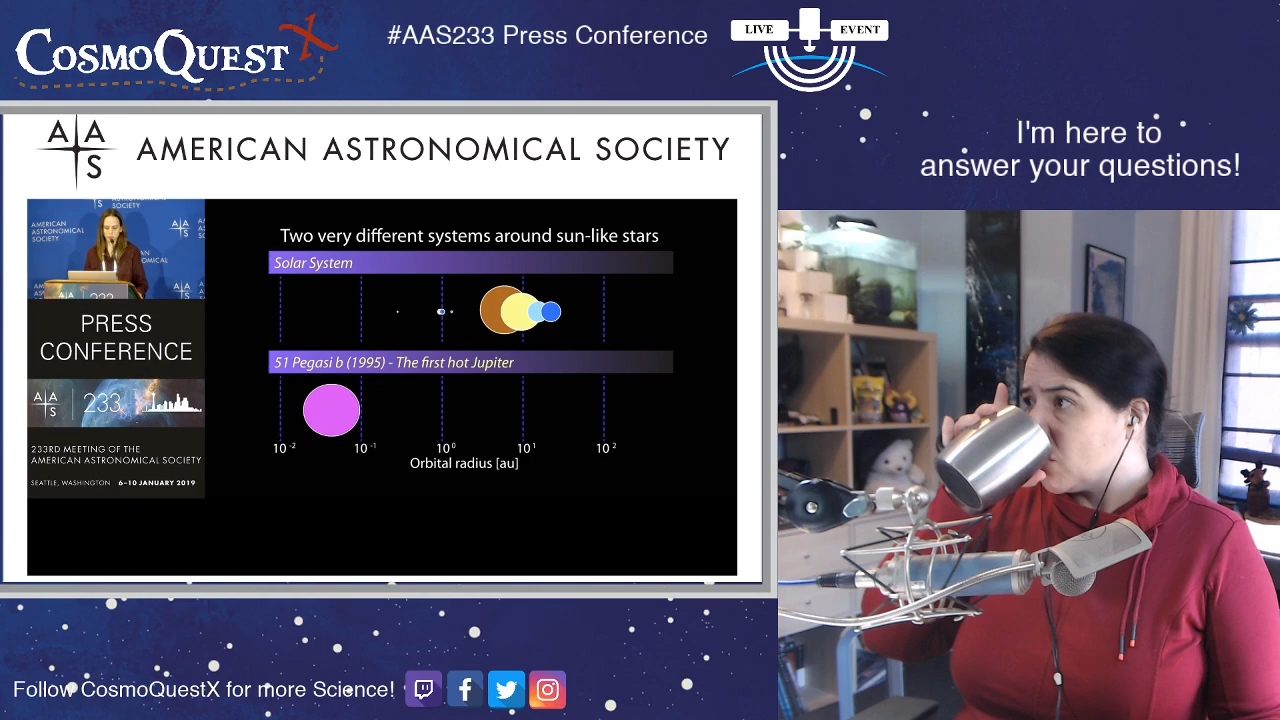 COSMOQUEST X
#AAS233 Press Conference
LIVE EVENT
I'm here to
answer your questions!
AAS
AMERICAN ASTRONOMICAL SOCIETY
AMERICAN
ASTRONOMICAL
SOCIETY
PRESS
CONFERENCE
AAS 233
233RD MEETING OF THE
AMERICAN ASTRONOMICAL SOCIETY
SEATTLE, WASHINGTON 6–10 JANUARY 2019
Two very different systems around sun-like stars
Solar System
51 Pegasi b (1995) - The first hot Jupiter
10⁻² 10⁻¹ 10⁰ 10¹ 10²
Orbital radius [au]
Follow CosmoQuestX for more Science!